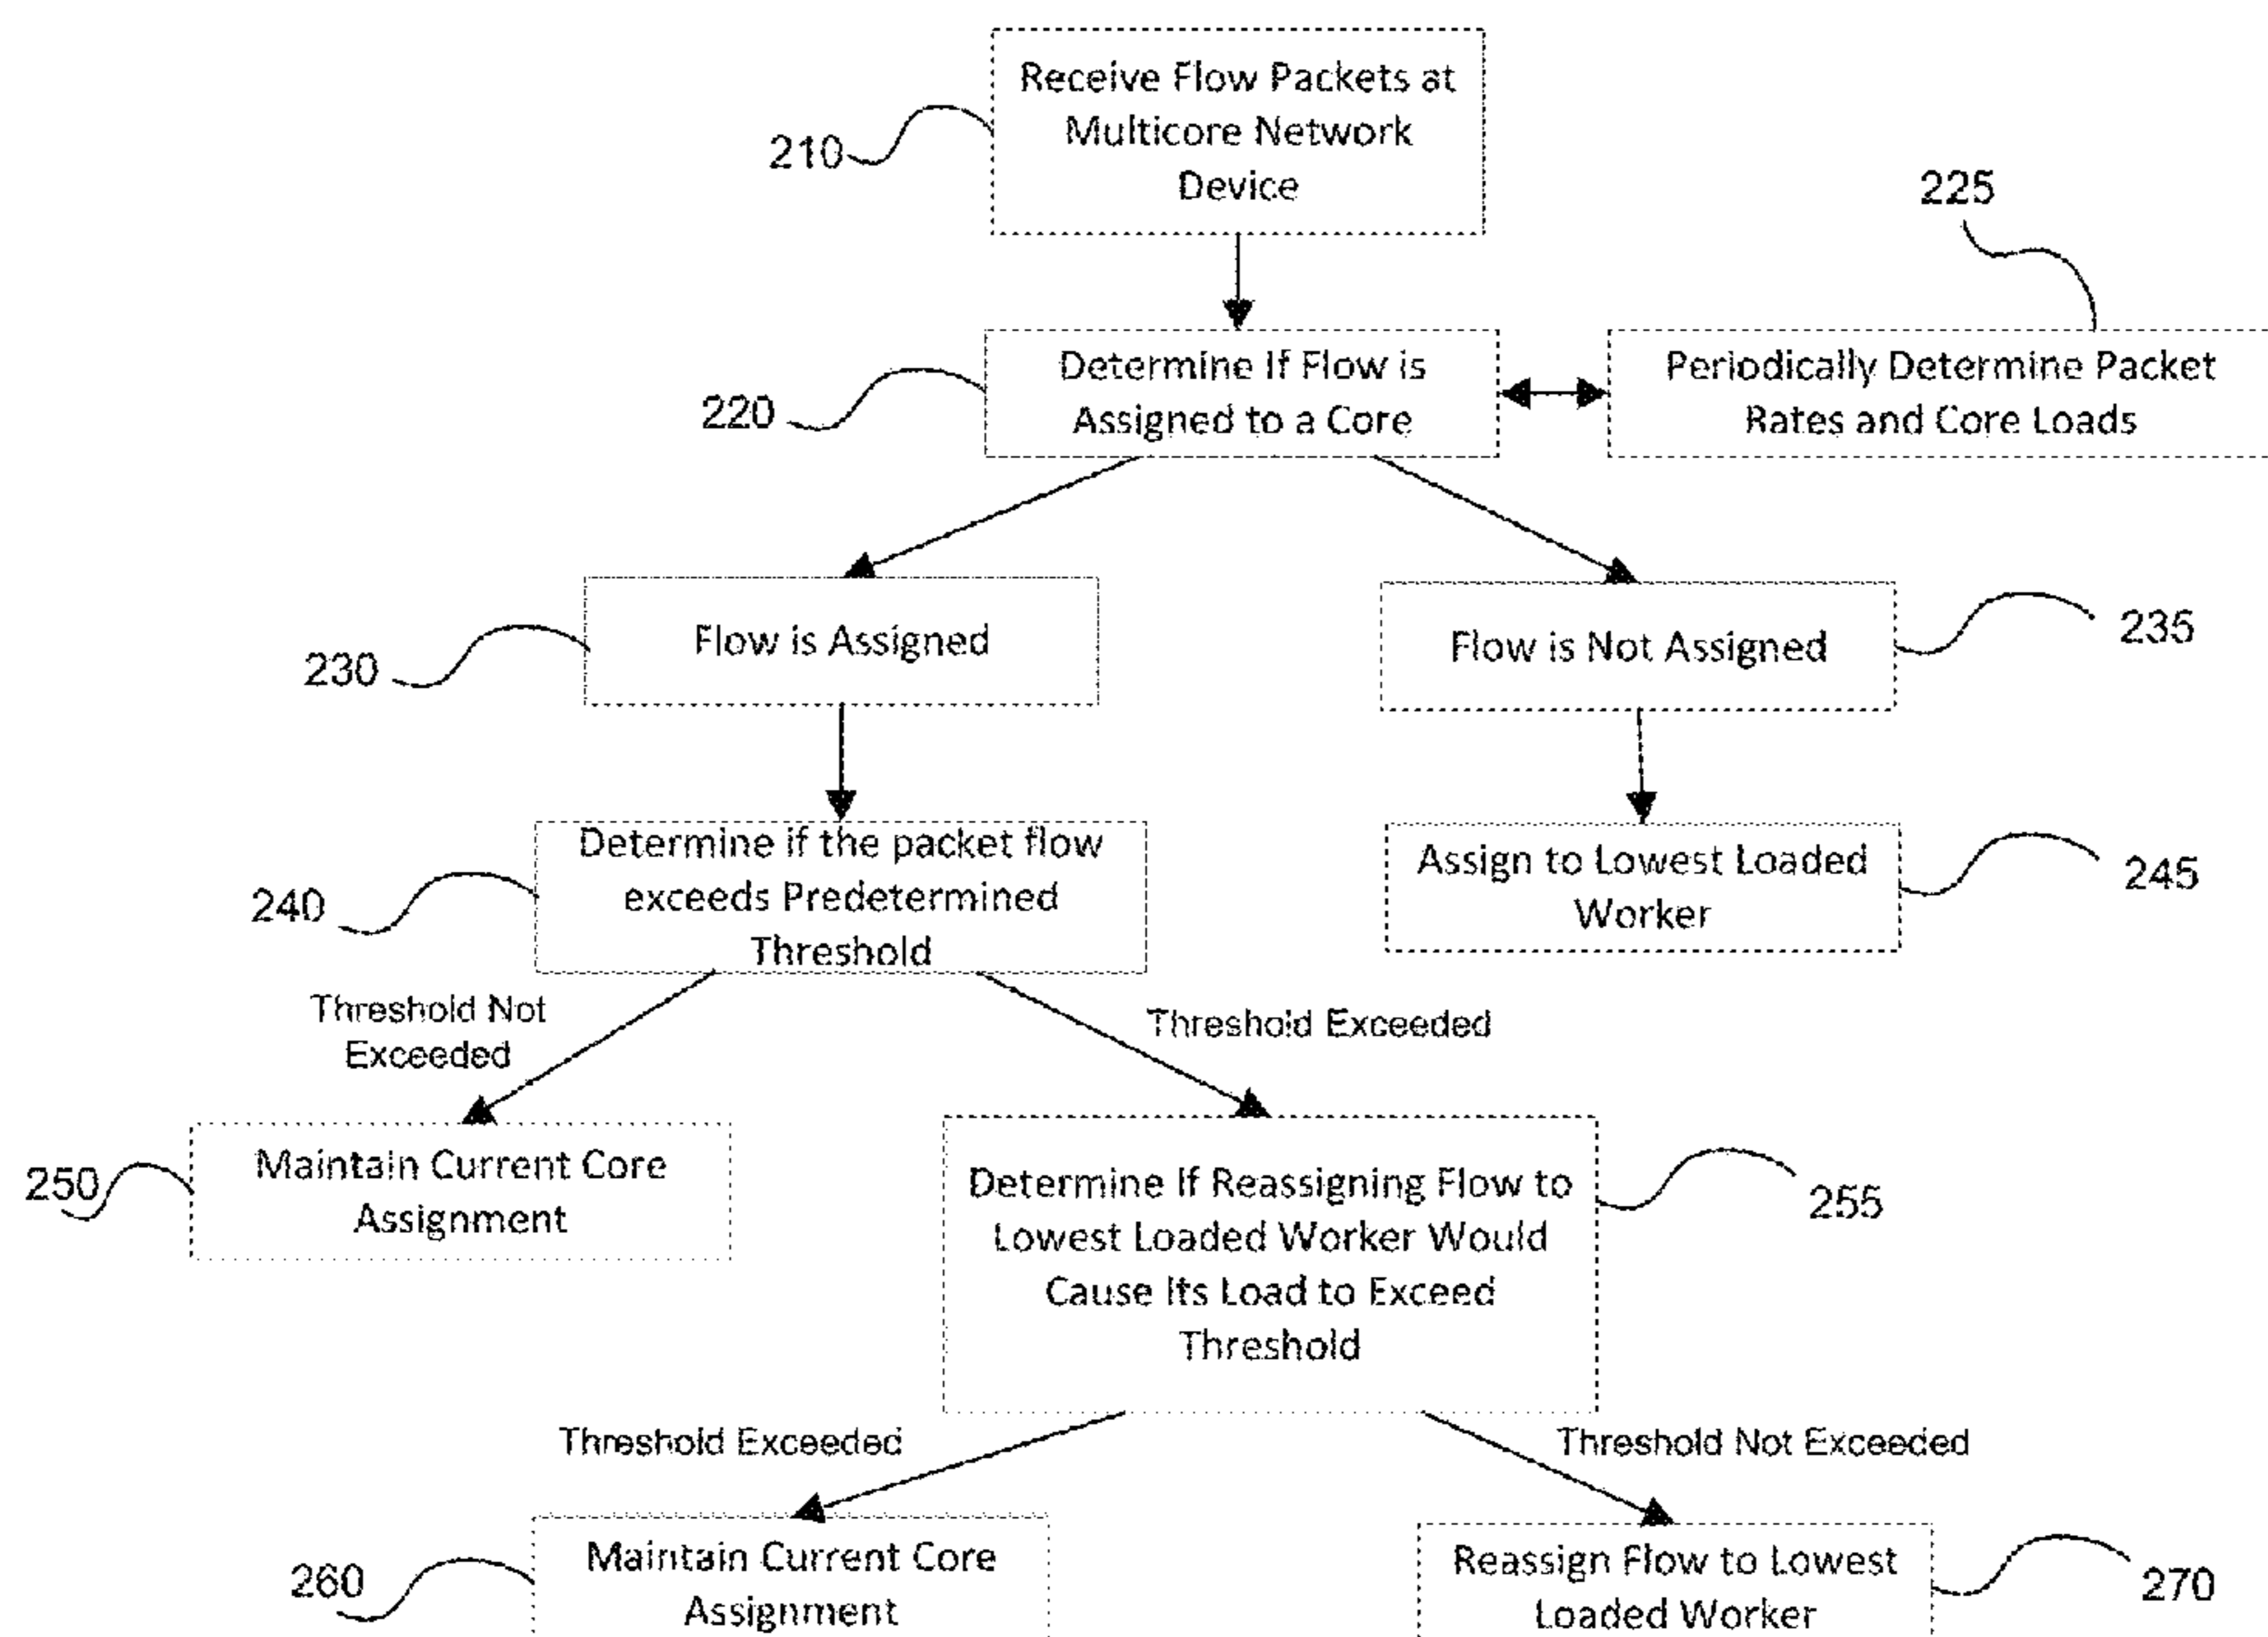 Receive Flow Packets at
Multicore Network
Device
210
225
Determine If Flow is
Assigned to a Core
220
Periodically Determine Packet
Rates and Core Loads
Flow is Assigned
230
Flow is Not Assigned
235
Determine if the packet flow
exceeds Predetermined
Threshold
240
Assign to Lowest Loaded
Worker
245
Threshold Not
Exceeded
Threshold Exceeded
250
Maintain Current Core
Assignment
Determine If Reassigning Flow to
Lowest Loaded Worker Would
Cause Its Load to Exceed
Threshold
255
Threshold Exceeded
Threshold Not Exceeded
260
Maintain Current Core
Assignment
Reassign Flow to Lowest
Loaded Worker
270